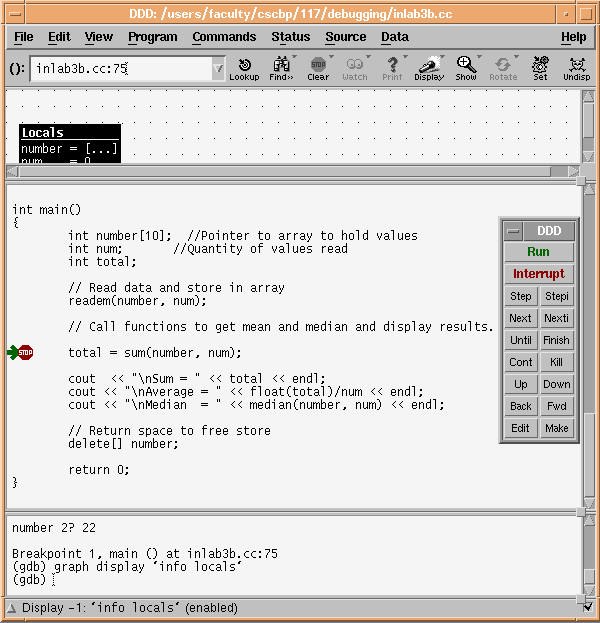 DDD: /users/faculty/cscbp/117/debugging/inlab3b.cc
File Edit View Program Commands Status Source Data Help
(): inlab3b.cc:75
Lookup Find>> Clear Watch Print Display Show Rotate Set Undisp
Locals
number = [...]
num = 0
int main()
{
int number[10]; //Pointer to array to hold values
int num; //Quantity of values read
int total;
// Read data and store in array
readem(number, num);
// Call functions to get mean and median and display results.
STOP total = sum(number, num);
cout << "\nSum = " << total << endl;
cout << "\nAverage = " << float(total)/num << endl;
cout << "\nMedian = " << median(number, num) << endl;
// Return space to free store
delete[] number;
return 0;
}
DDD
Run
Interrupt
Step Stepi
Next Nexti
Until Finish
Cont Kill
Up Down
Back Fwd
Edit Make
number 2? 22
Breakpoint 1, main () at inlab3b.cc:75
(gdb) graph display `info locals`
(gdb)
Display -1: `info locals` (enabled)